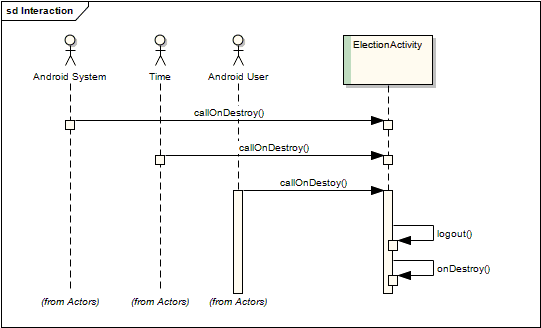 sd Interaction
Android System
Time
Android User
ElectionActivity
callOnDestroy()
callOnDestroy()
callOnDestoy()
logout()
onDestroy()
(from Actors)
(from Actors)
(from Actors)